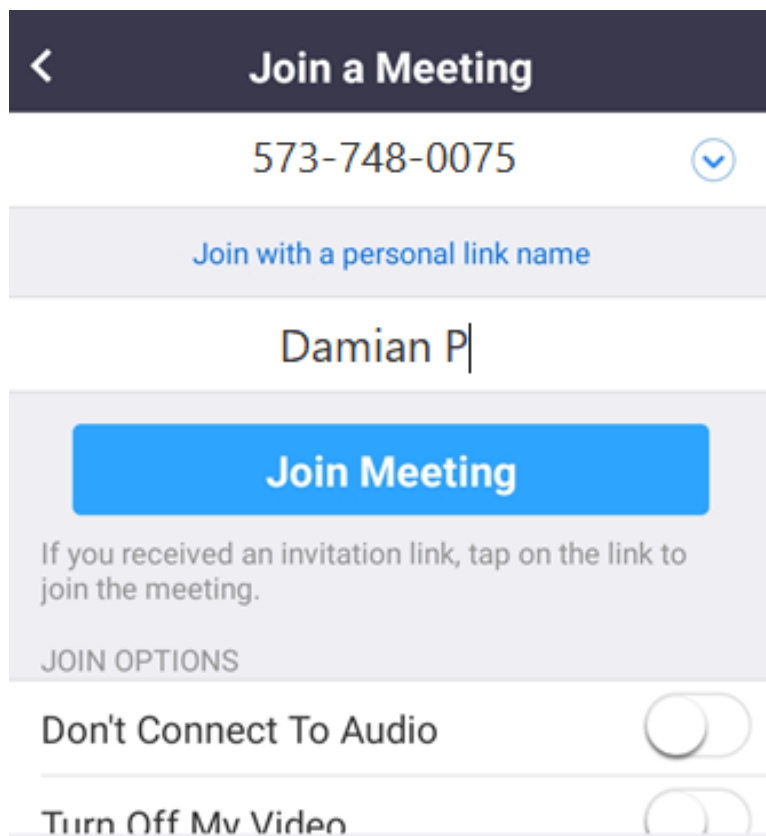 Join a Meeting
573-748-0075
Join with a personal link name
Damian P
Join Meeting
If you received an invitation link, tap on the link to
join the meeting.
JOIN OPTIONS
Don't Connect To Audio
Turn Off My Video